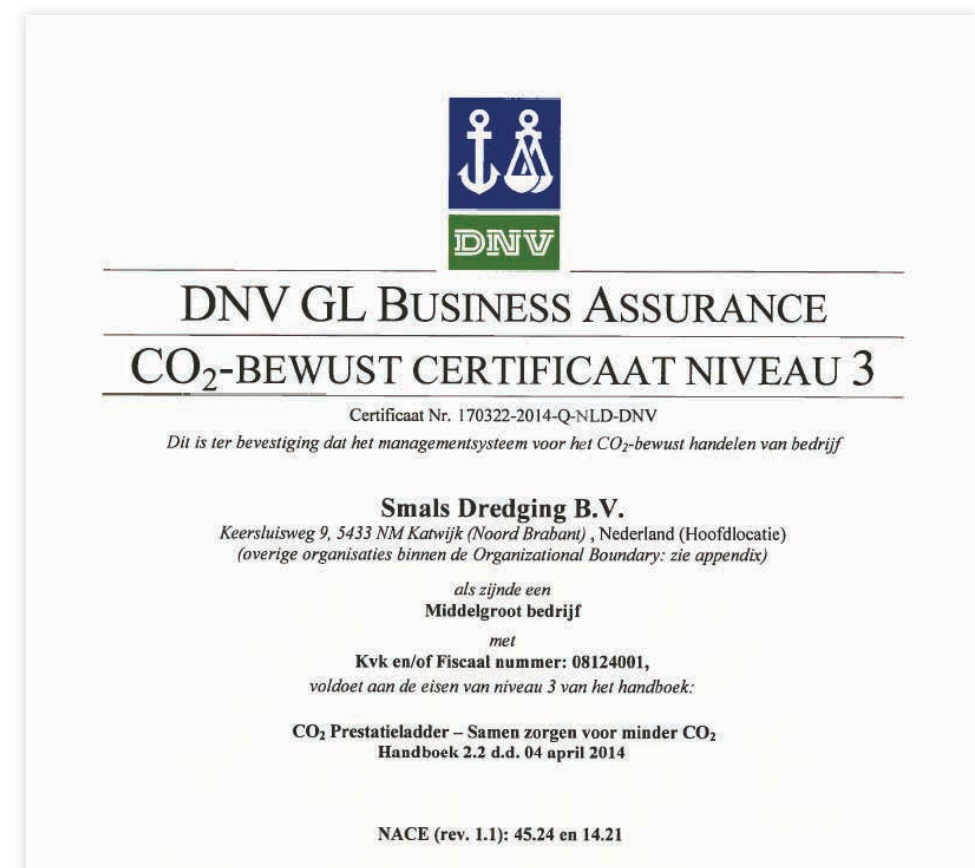 DNV
DNV GL BUSINESS ASSURANCE
CO₂-BEWUST CERTIFICAAT NIVEAU 3
Certificaat Nr. 170322-2014-Q-NLD-DNV
Dit is ter bevestiging dat het managementsysteem voor het CO₂-bewust handelen van bedrijf
Smals Dredging B.V.
Keersluisweg 9, 5433 NM Katwijk (Noord Brabant) , Nederland (Hoofdlocatie)
(overige organisaties binnen de Organizational Boundary: zie appendix)
als zijnde een
Middelgroot bedrijf
met
Kvk en/of Fiscaal nummer: 08124001,
voldoet aan de eisen van niveau 3 van het handboek:
CO₂ Prestatieladder – Samen zorgen voor minder CO₂
Handboek 2.2 d.d. 04 april 2014
NACE (rev. 1.1): 45.24 en 14.21